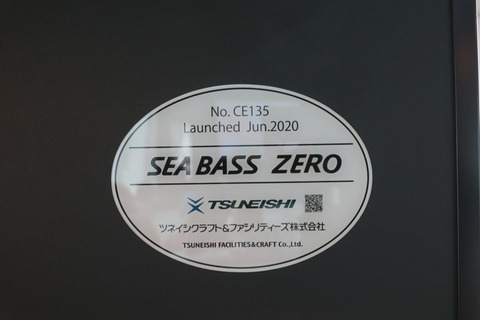 No. CE135
Launched Jun.2020
SEA BASS ZERO
TSUNEISHI
ツネイシクラフト&ファシリティーズ株式会社
TSUNEISHI FACILITIES&CRAFT Co.,Ltd.